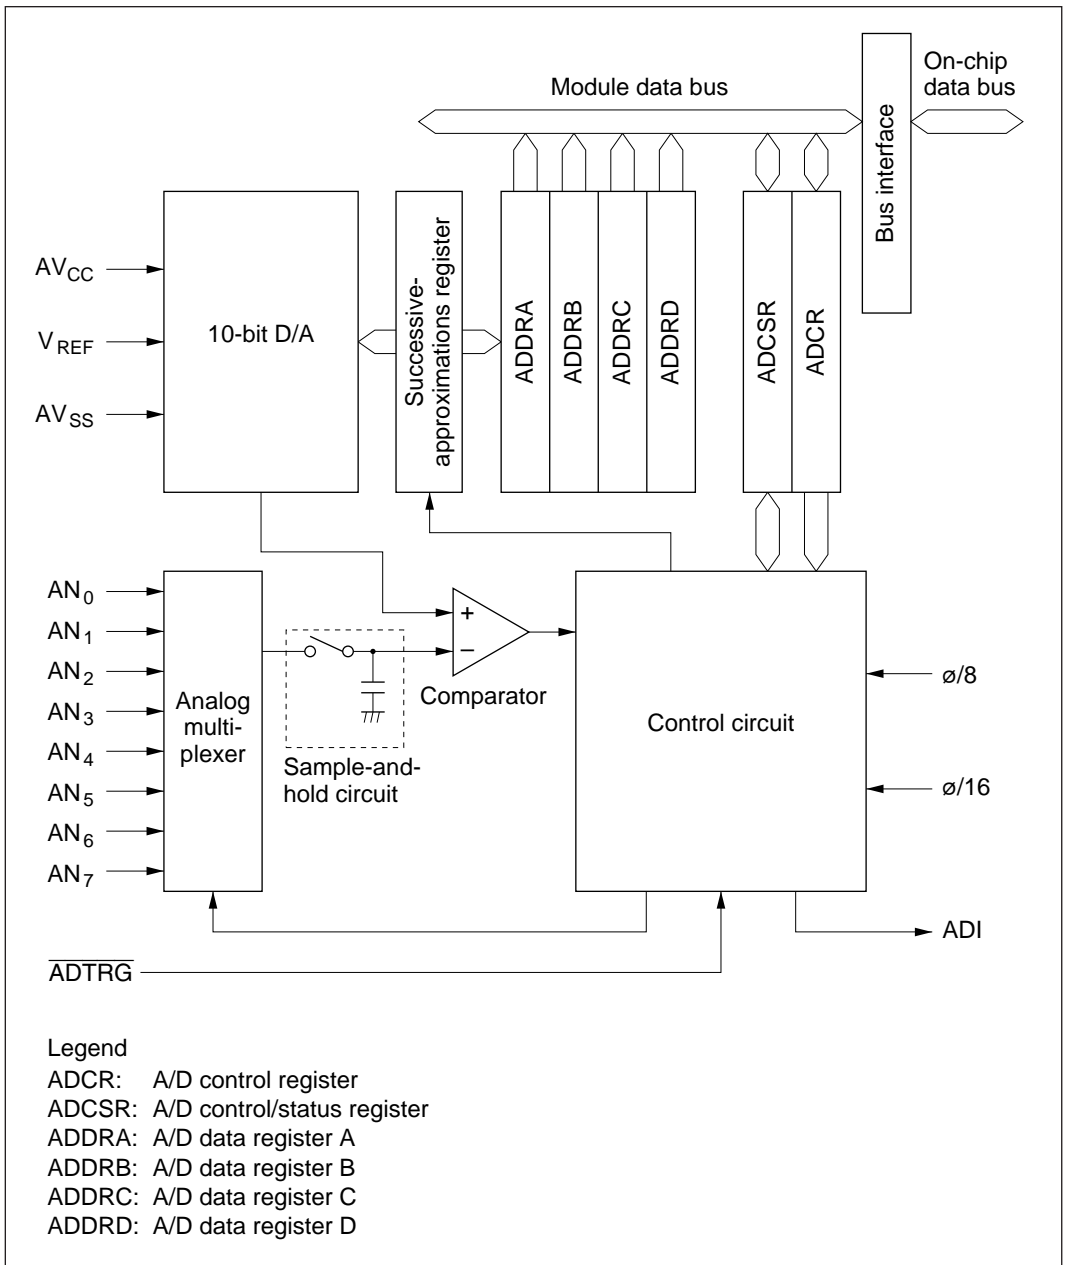 On-chip
data bus
Module data bus
Bus interface
AVCC
VREF
AVSS
10-bit D/A
Successive-
approximations register
ADDRA
ADDRB
ADDRC
ADDRD
ADCSR
ADCR
AN0
AN1
AN2
AN3
AN4
AN5
AN6
AN7
Analog
multi-
plexer
+
−
Comparator
Sample-and-
hold circuit
Control circuit
ø/8
ø/16
ADI
ADTRG
Legend
ADCR: A/D control register
ADCSR: A/D control/status register
ADDRA: A/D data register A
ADDRB: A/D data register B
ADDRC: A/D data register C
ADDRD: A/D data register D